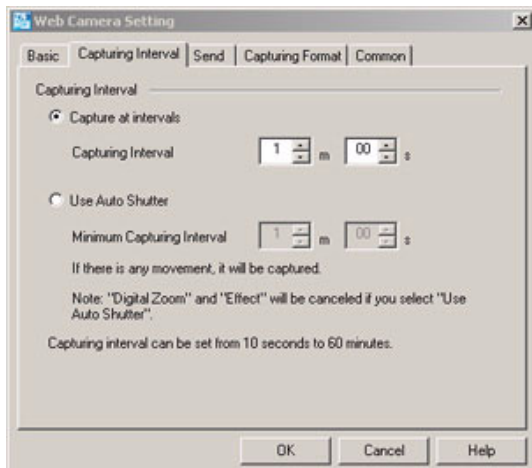 Web Camera Setting
Basic Capturing Interval Send Capturing Format Common
Capturing Interval
Capture at intervals
Capturing Interval 1 m 00 s
Use Auto Shutter
Minimum Capturing Interval 1 m 00 s
If there is any movement, it will be captured.
Note: "Digital Zoom" and "Effect" will be canceled if you select "Use
Auto Shutter".
Capturing interval can be set from 10 seconds to 60 minutes.
OK Cancel Help